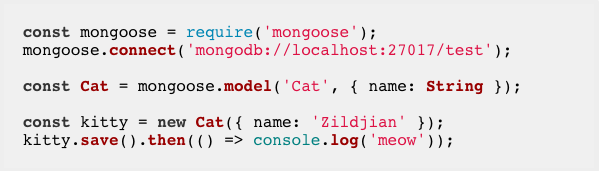 const mongoose = require('mongoose');
mongoose.connect('mongodb://localhost:27017/test');
const Cat = mongoose.model('Cat', { name: String });
const kitty = new Cat({ name: 'Zildjian' });
kitty.save().then(() => console.log('meow'));